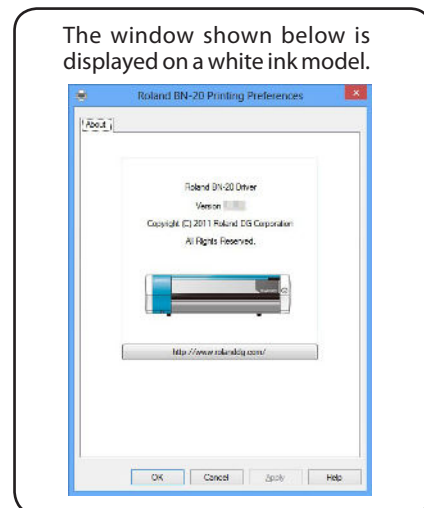 The window shown below is
displayed on a white ink model.
Roland BN-20 Printing Preferences
About
Roland BN-20 Driver
Version
Copyright (C) 2011 Roland DG Corporation
All Rights Reserved.
http://www.rolanddg.com/
OK Cancel Apply Help